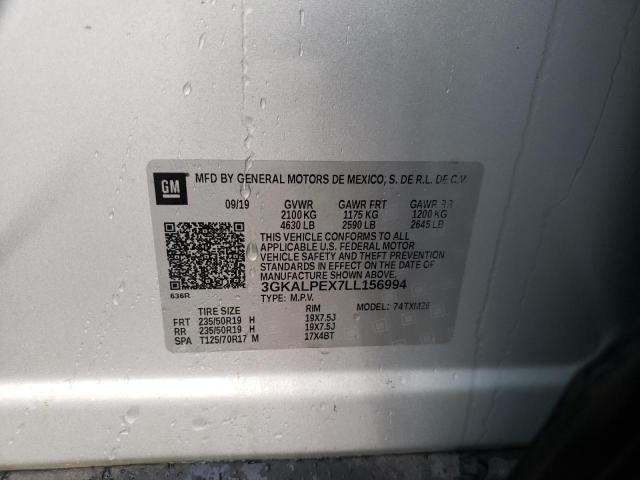 GM MFD BY GENERAL MOTORS DE MEXICO, S. DE R.L. DE C.V.
09/19 GVWR GAWR FRT GAWR RR
2100 KG 1175 KG 1200 KG
4630 LB 2590 LB 2645 LB
THIS VEHICLE CONFORMS TO ALL
APPLICABLE U.S. FEDERAL MOTOR
VEHICLE SAFETY AND THEFT PREVENTION
STANDARDS IN EFFECT ON THE DATE OF
MANUFACTURE SHOWN ABOVE.
3GKALPEX7LL156994
636R TYPE: M.P.V.
MODEL: 74TXM26
TIRE SIZE RIM
FRT 235/50R19 H 19X7.5J
RR 235/50R19 H 19X7.5J
SPA T125/70R17 M 17X4BT